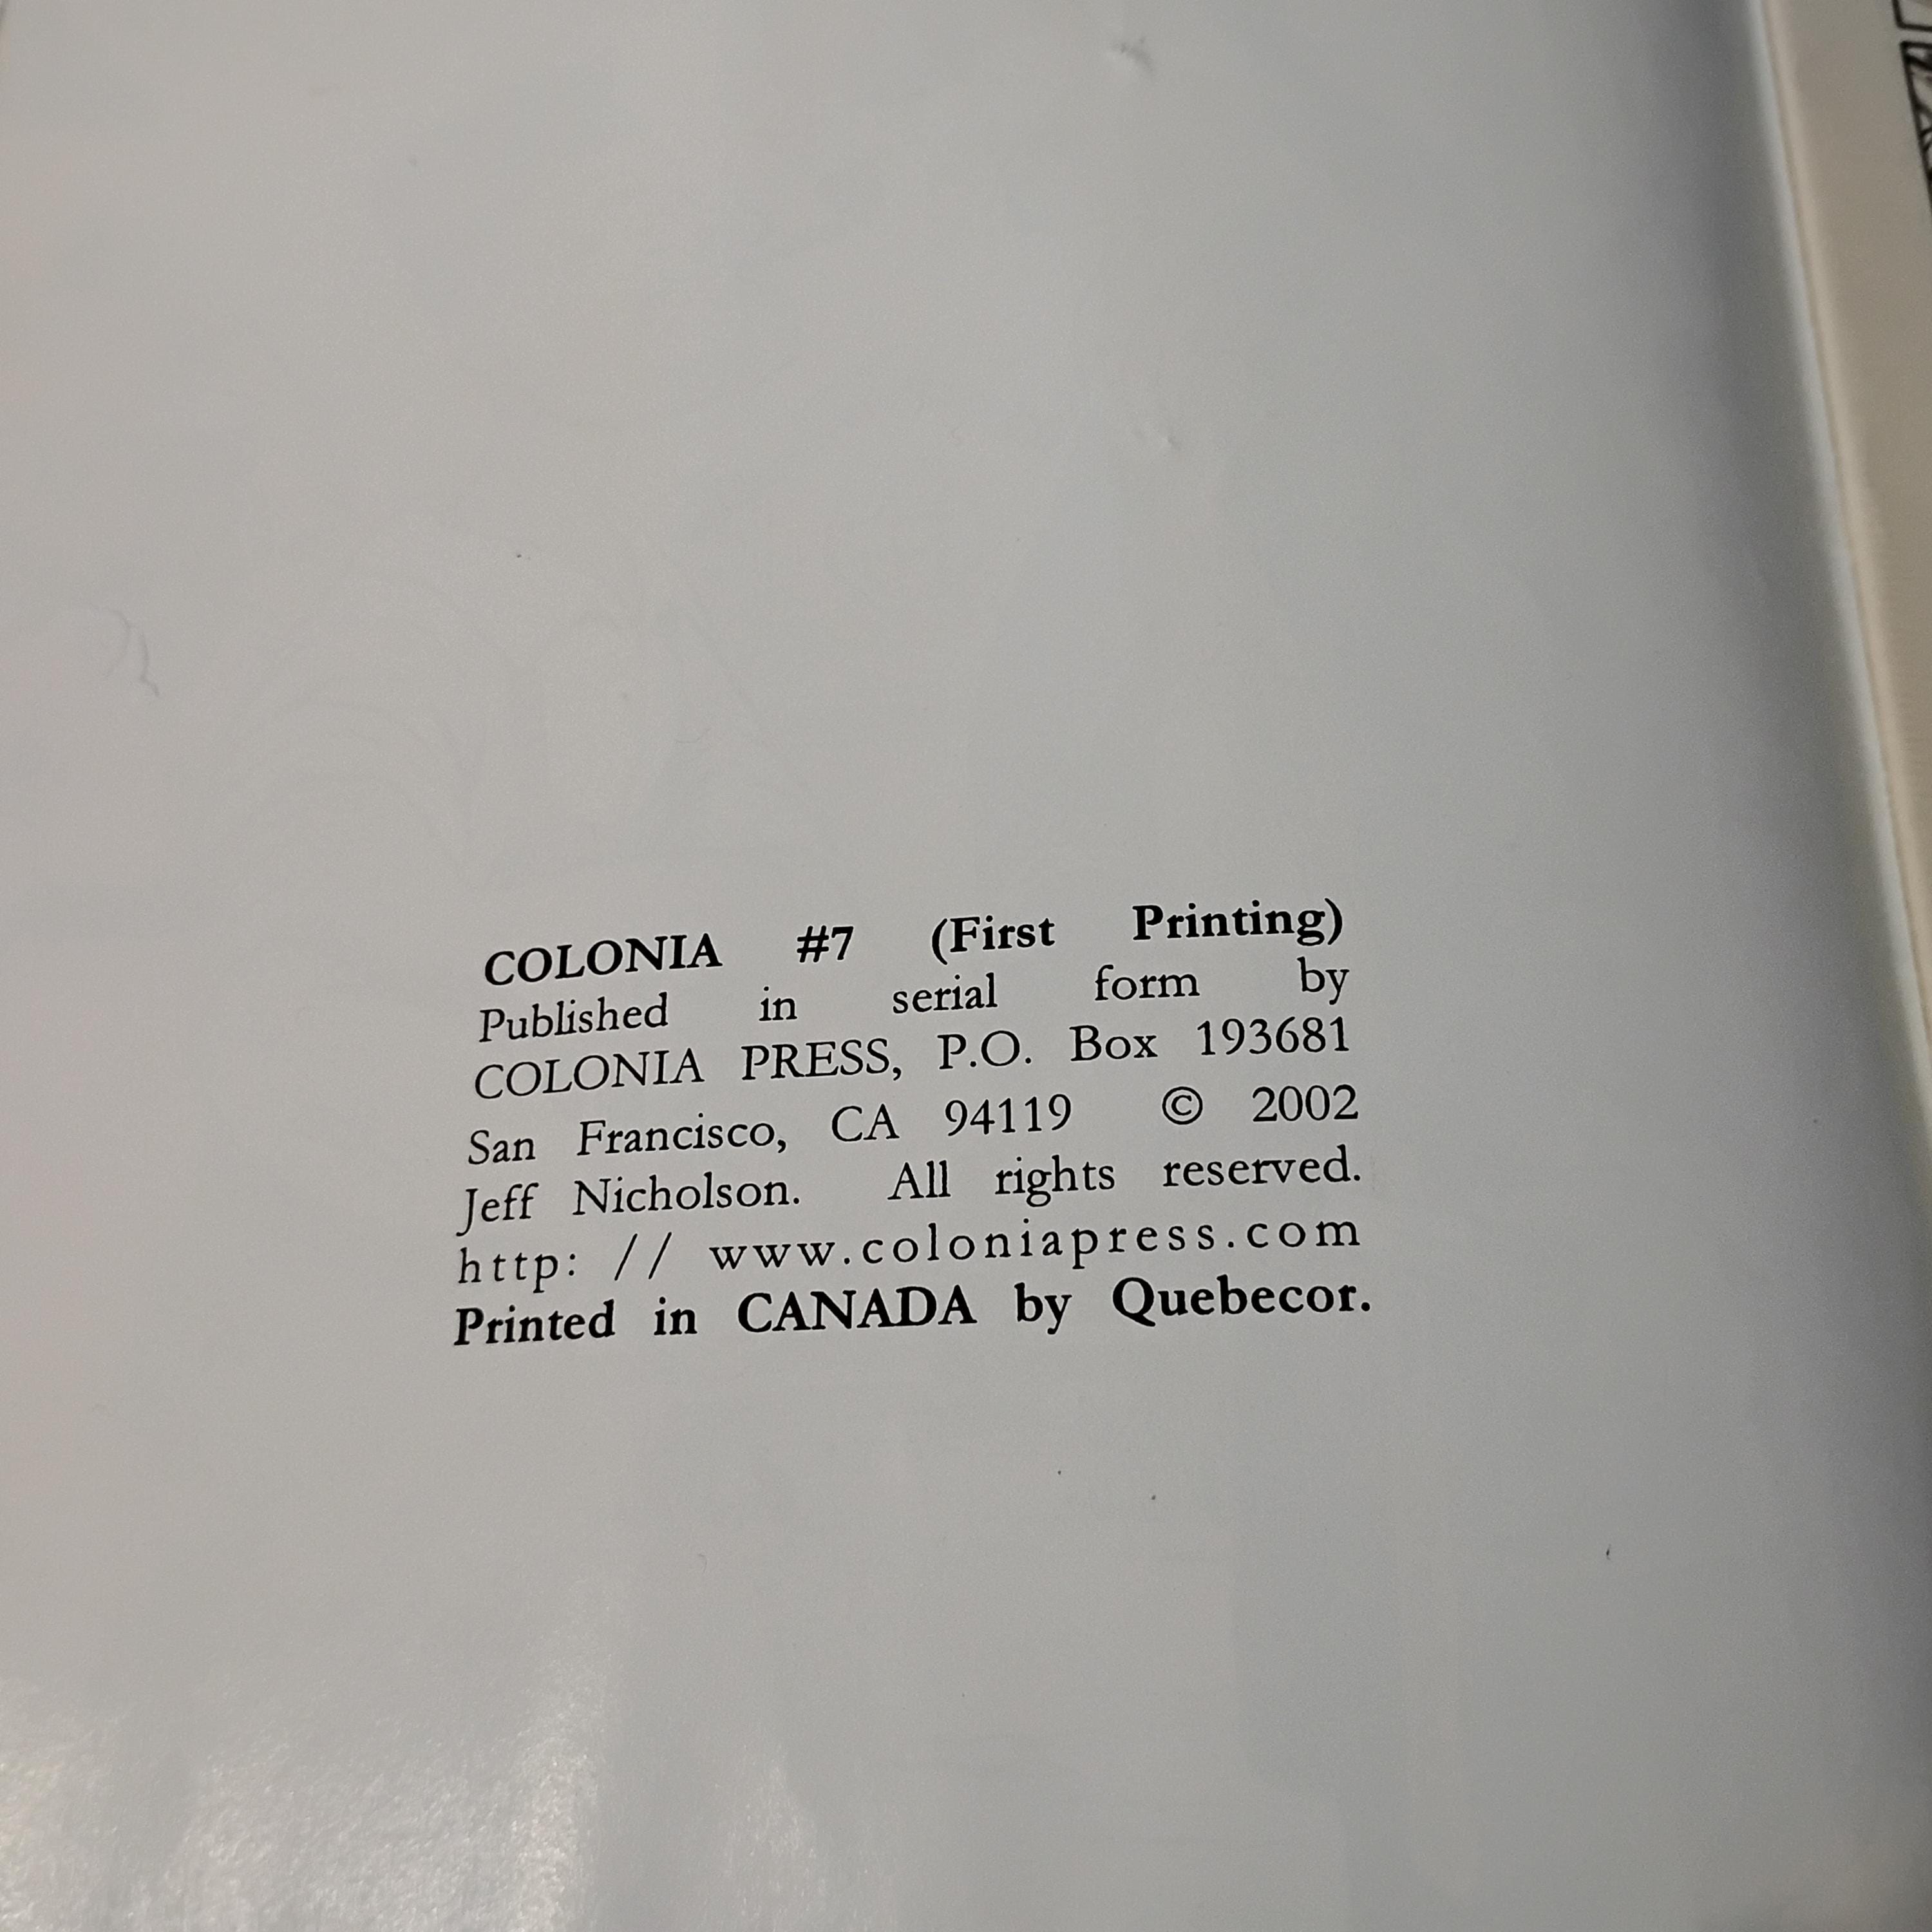 COLONIA #7 (First Printing)
Published in serial form by
COLONIA PRESS, P.O. Box 193681
San Francisco, CA 94119 © 2002
Jeff Nicholson. All rights reserved.
http: // www.coloniapress.com
Printed in CANADA by Quebecor.